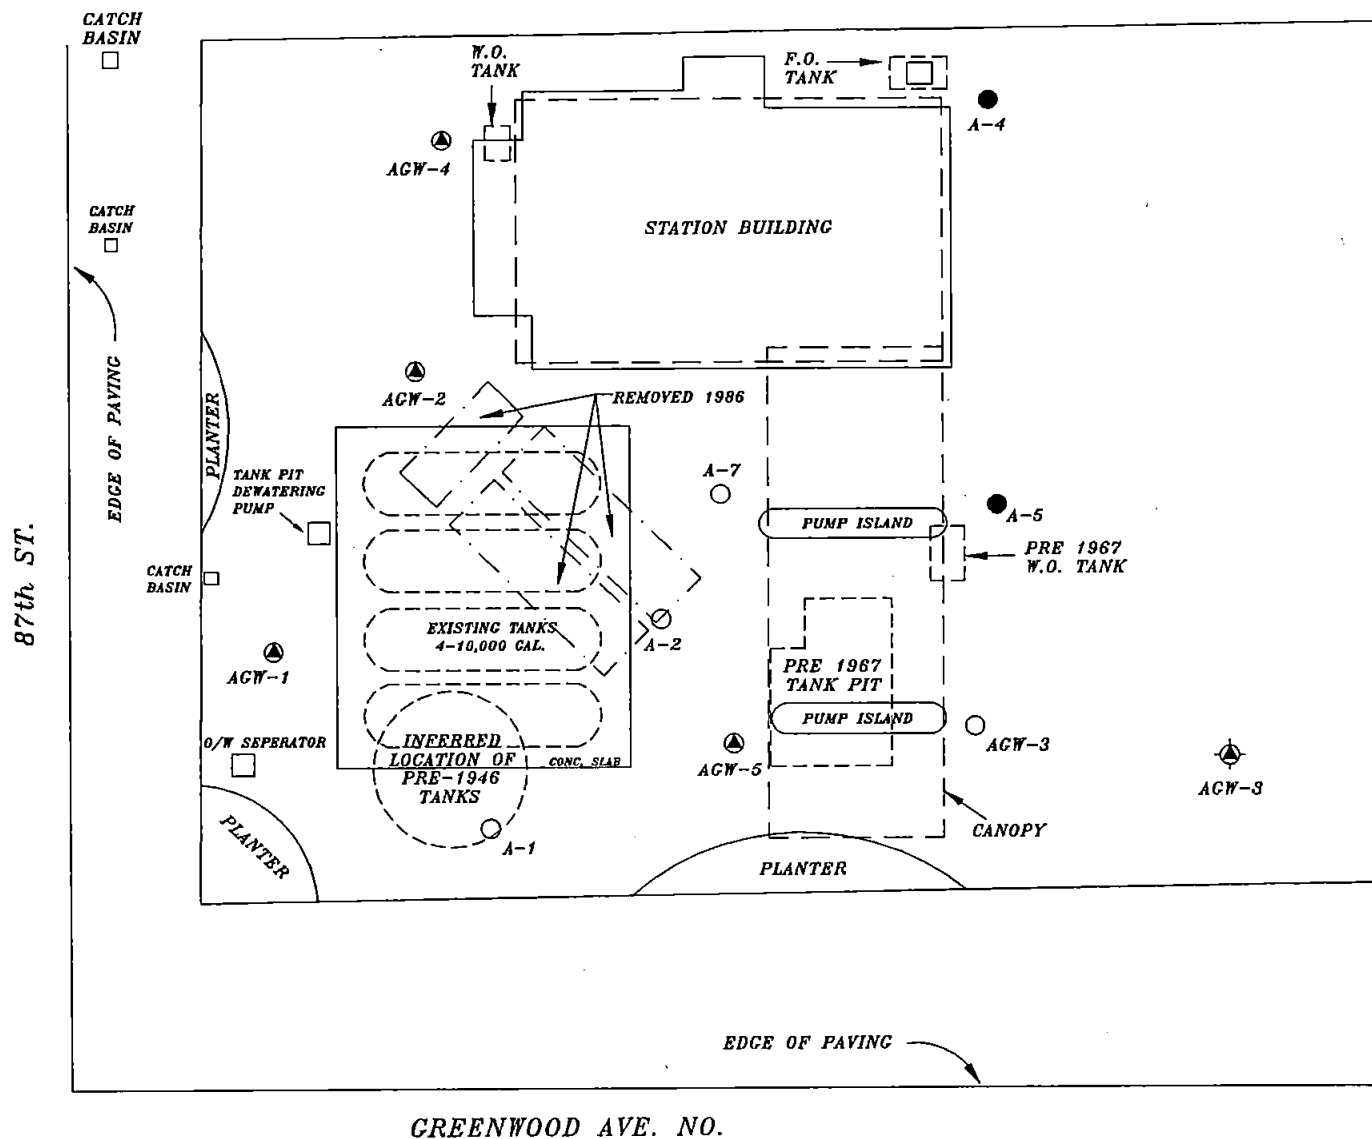 CATCH
BASIN
W.O.
TANK
F.O.
TANK
A-4
AGW-4
CATCH
BASIN
STATION BUILDING
EDGE OF PAVING
PLANTER
AGW-2
REMOVED 1986
TANK PIT
DEWATERING
PUMP
A-7
PUMP ISLAND
A-5
PRE 1967
W.O. TANK
CATCH
BASIN
87th ST.
EXISTING TANKS
4-10,000 GAL.
A-2
AGW-1
PRE 1967
TANK PIT
PUMP ISLAND
AGW-3
O/W SEPERATOR
INFERRED
LOCATION OF
PRE-1946
TANKS
CONC. SLAB
AGW-5
AGW-3
PLANTER
A-1
CANOPY
PLANTER
EDGE OF PAVING
GREENWOOD AVE. NO.